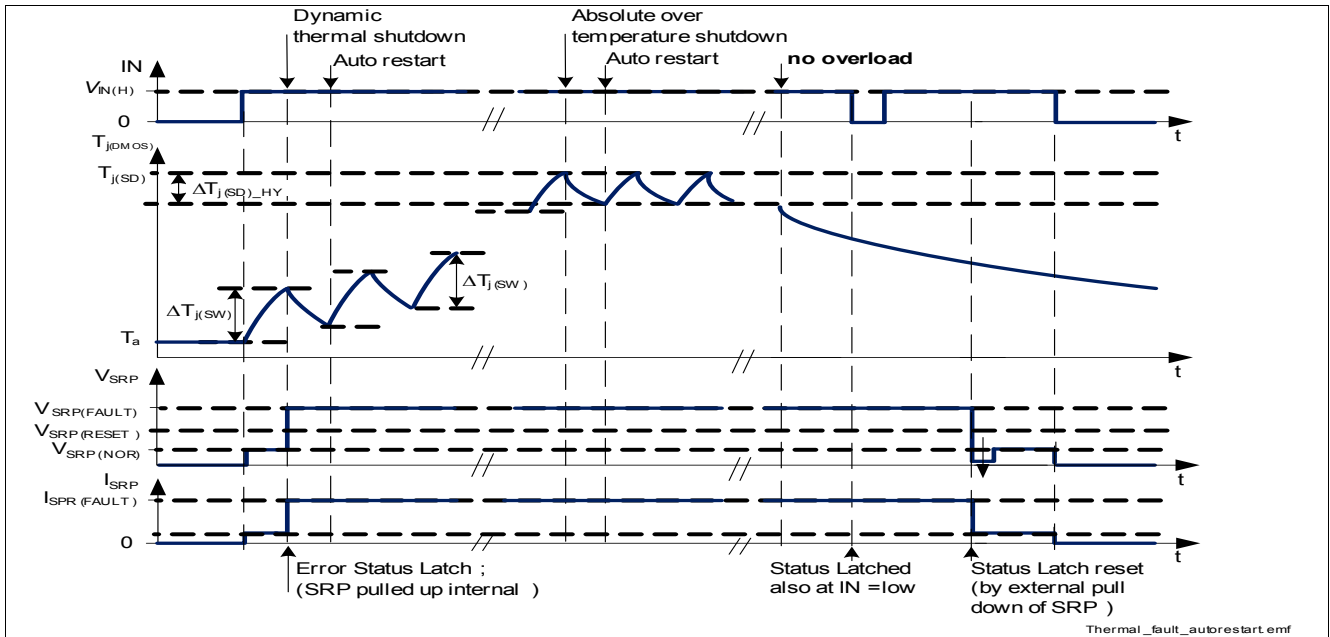 Dynamic
thermal shutdown
Auto restart
Absolute over
temperature shutdown
Auto restart
no overload
IN
VIN(H)
0
t
Tj(DMOS)
Tj(SD)
ΔTj(SD)_HY
ΔTj(SW)
ΔTj(SW)
Ta
t
VSRP
VSRP(FAULT)
VSRP(RESET)
VSRP(NOR)
t
ISRP
ISPR(FAULT)
0
t
Error Status Latch ;
(SRP pulled up internal )
Status Latched
also at IN =low
Status Latch reset
(by external pull
down of SRP )
Thermal_fault_autorestart.emf